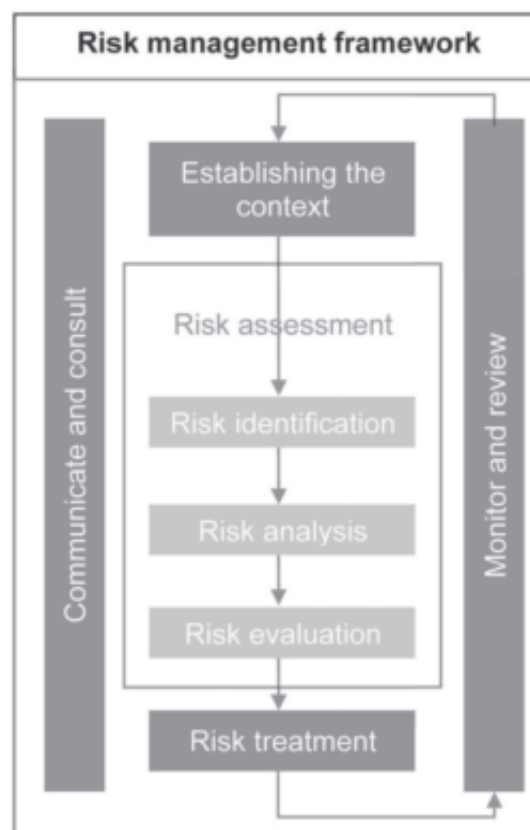 Risk management framework
Communicate and consult
Establishing the
context
Risk assessment
Risk identification
Risk analysis
Risk evaluation
Risk treatment
Monitor and review